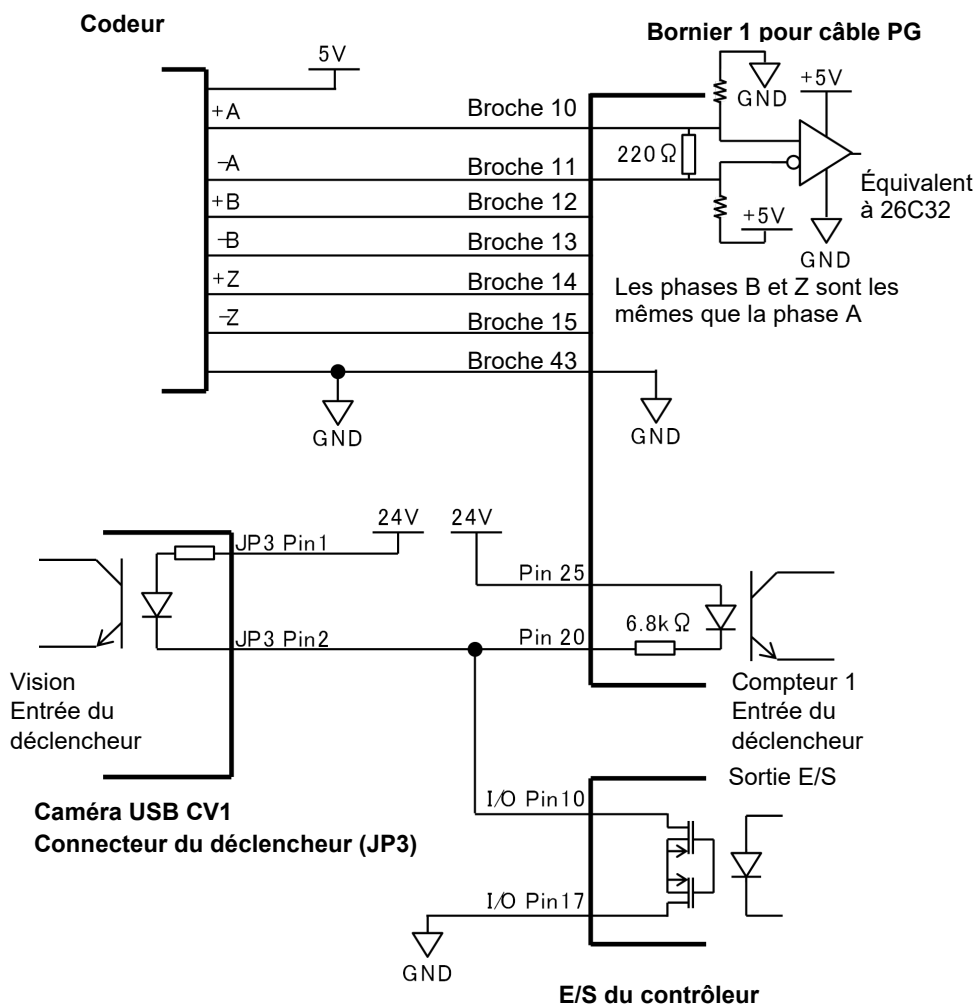 Codeur
Bornier 1 pour câble PG
5V
+A
Broche 10
GND
+5V
-A
Broche 11
220Ω
Équivalent
à 26C32
+B
Broche 12
+5V
-B
Broche 13
GND
+Z
Broche 14
Les phases B et Z sont les
mêmes que la phase A
-Z
Broche 15
Broche 43
GND
GND
24V
24V
JP3 Pin1
Pin 25
6.8kΩ
JP3 Pin2
Pin 20
Vision
Entrée du
déclencheur
Compteur 1
Entrée du
déclencheur
Sortie E/S
Caméra USB CV1
Connecteur du déclencheur (JP3)
I/O Pin10
I/O Pin17
GND
E/S du contrôleur